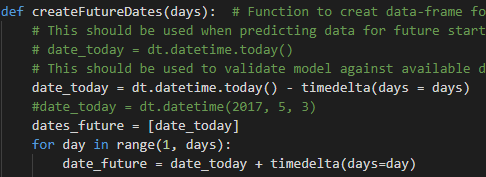 def createFutureDates(days):  # Function to creat data-frame fo
    # This should be used when predicting data for future start
    # date_today = dt.datetime.today()
    # This should be used to validate model against available d
    date_today = dt.datetime.today() - timedelta(days = days)
    #date_today = dt.datetime(2017, 5, 3)
    dates_future = [date_today]
    for day in range(1, days):
        date_future = date_today + timedelta(days=day)